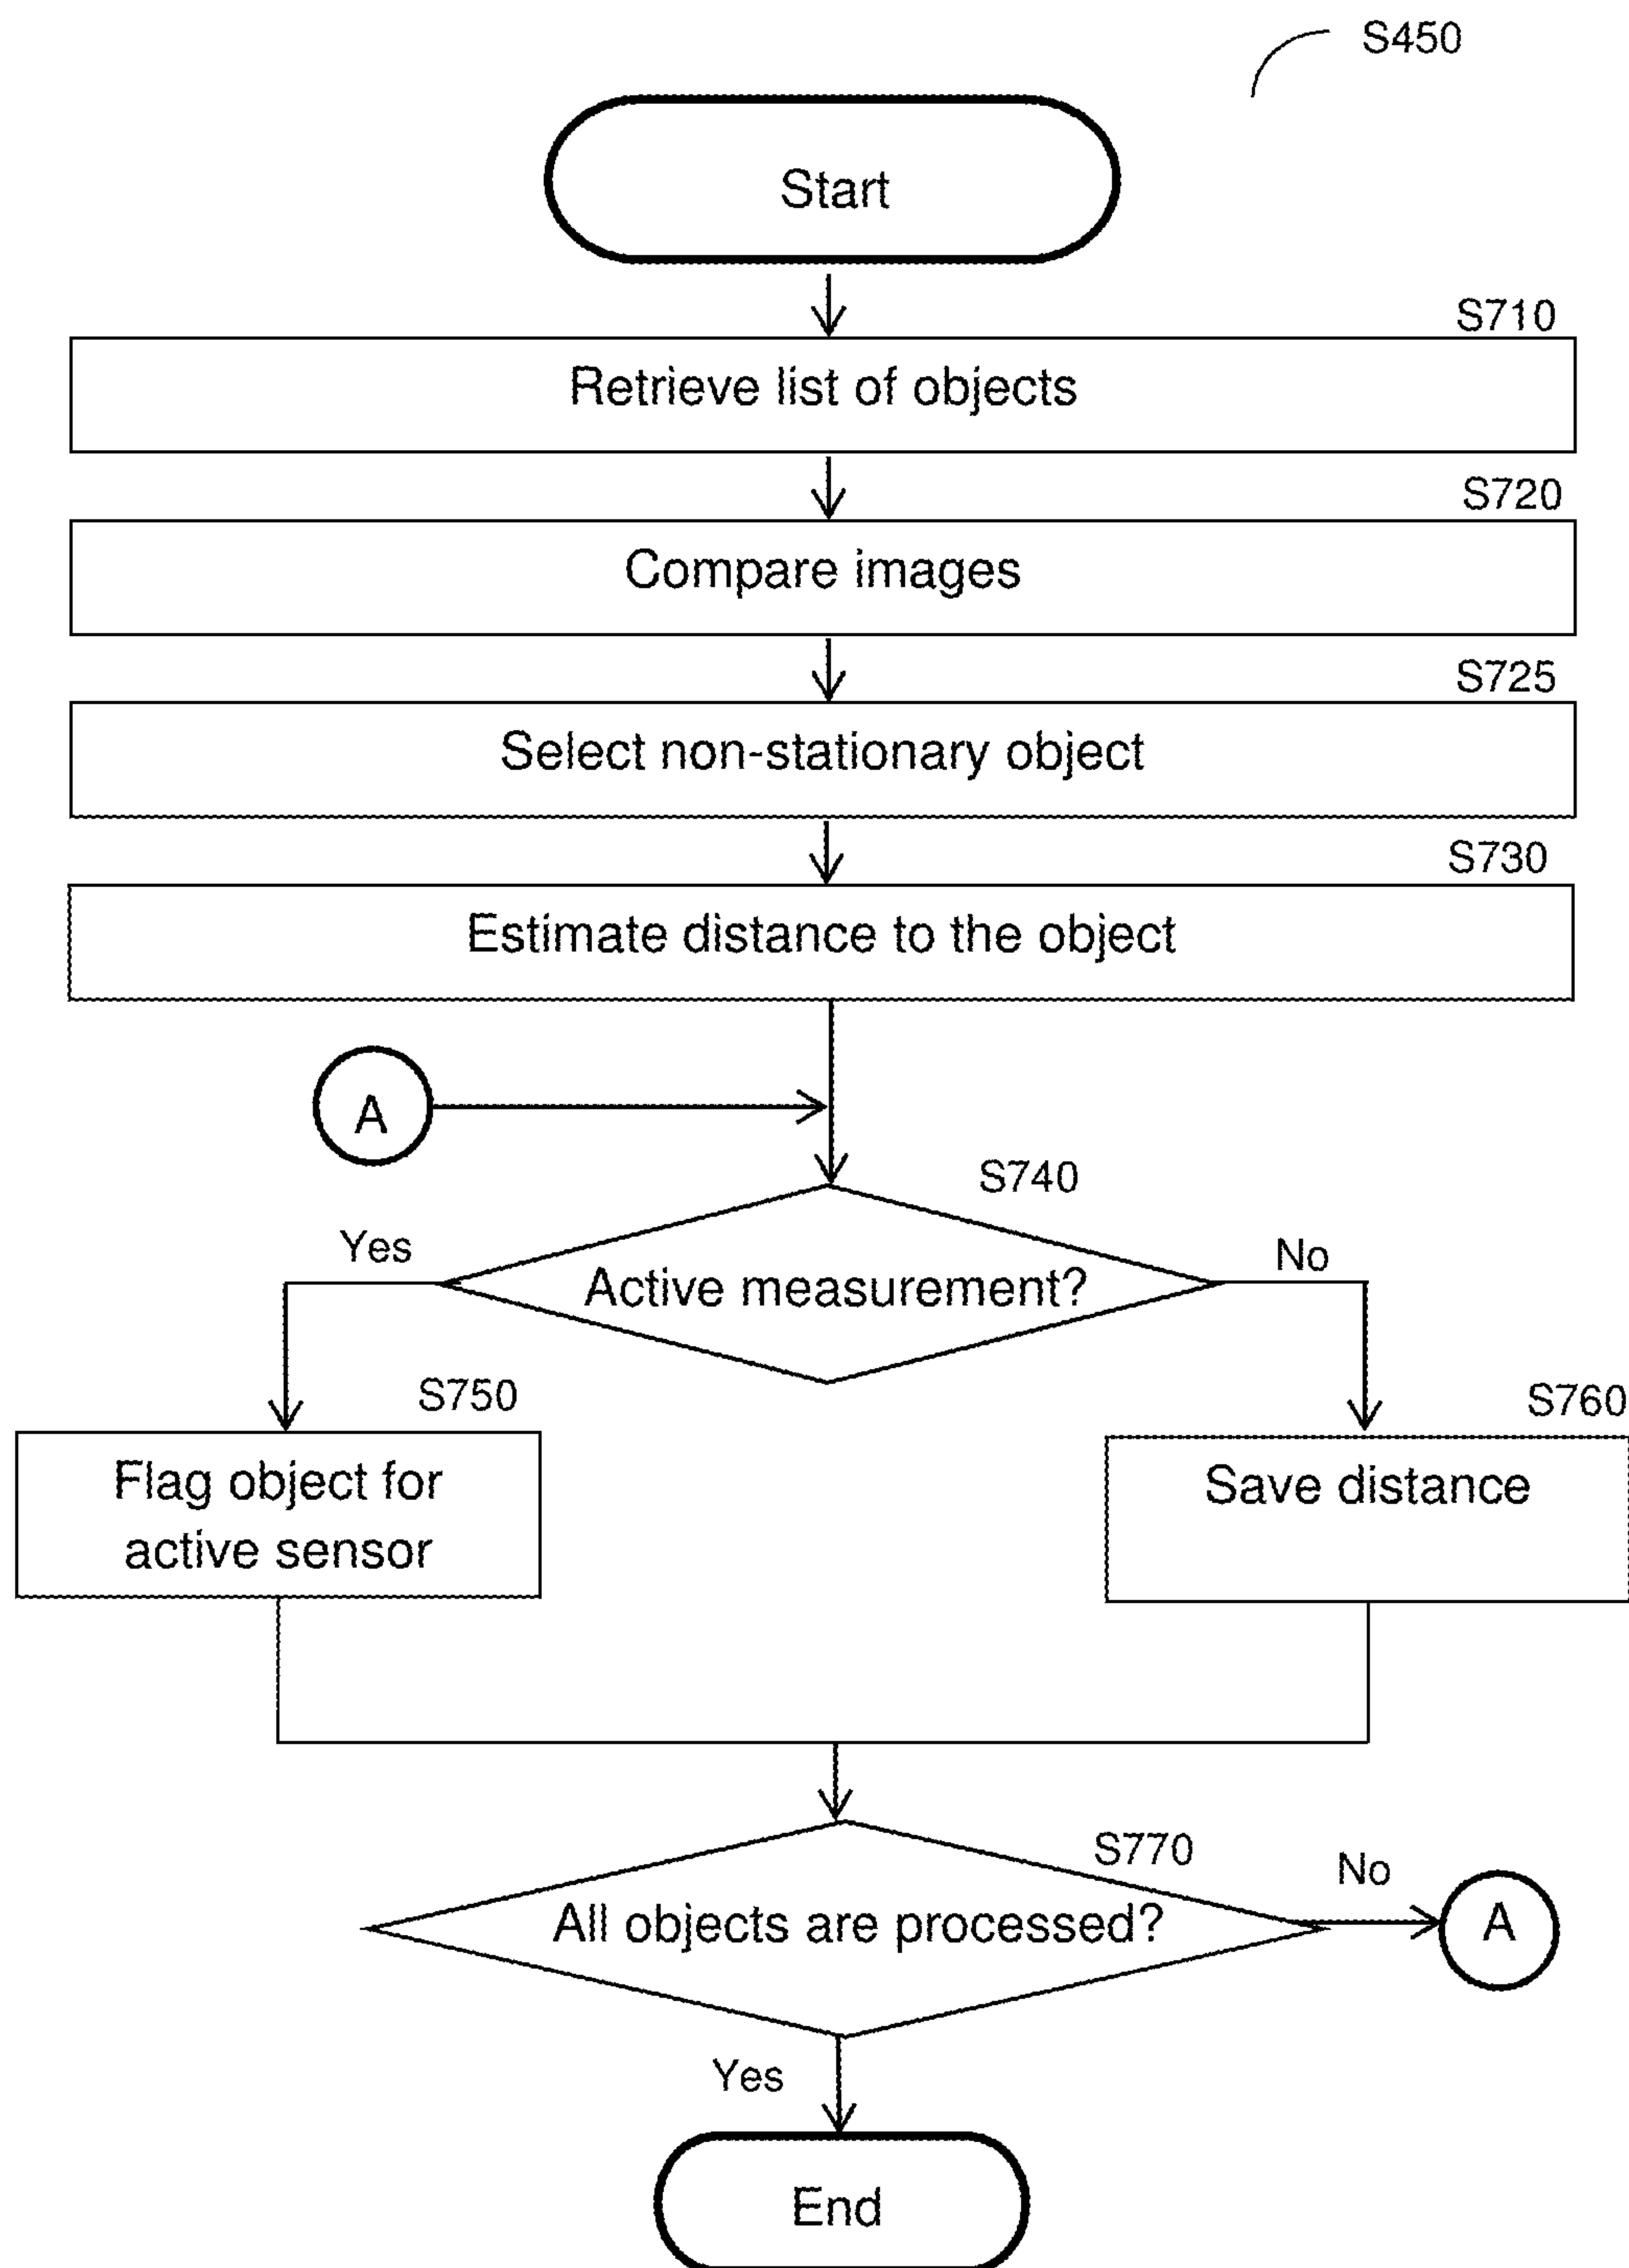 S450
Start
S710
Retrieve list of objects
S720
Compare images
S725
Select non-stationary object
S730
Estimate distance to the object
A
S740
Yes
No
Active measurement?
S750
S760
Flag object for
active sensor
Save distance
S770
No
All objects are processed?
A
Yes
End